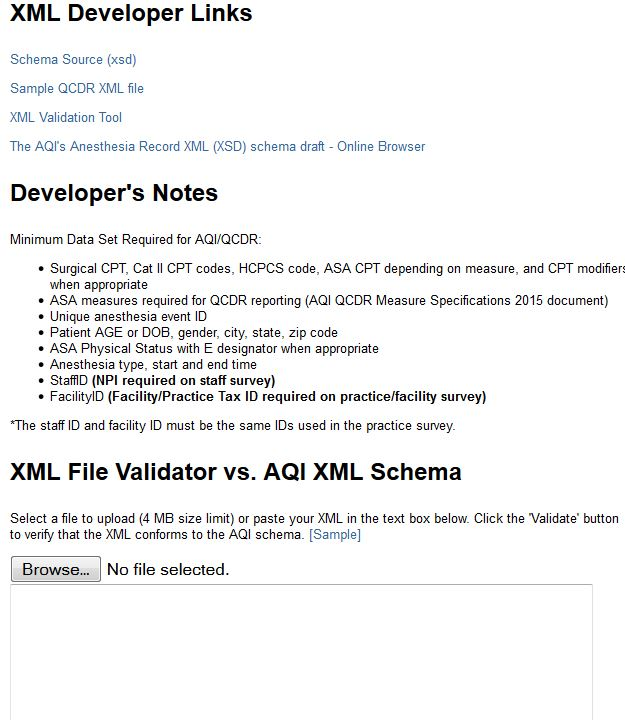 XML Developer Links
Schema Source (xsd)
Sample QCDR XML file
XML Validation Tool
The AQI's Anesthesia Record XML (XSD) schema draft - Online Browser
Developer's Notes
Minimum Data Set Required for AQI/QCDR:
• Surgical CPT, Cat II CPT codes, HCPCS code, ASA CPT depending on measure, and CPT modifiers
when appropriate
• ASA measures required for QCDR reporting (AQI QCDR Measure Specifications 2015 document)
• Unique anesthesia event ID
• Patient AGE or DOB, gender, city, state, zip code
• ASA Physical Status with E designator when appropriate
• Anesthesia type, start and end time
• StaffID (NPI required on staff survey)
• FacilityID (Facility/Practice Tax ID required on practice/facility survey)
*The staff ID and facility ID must be the same IDs used in the practice survey.
XML File Validator vs. AQI XML Schema
Select a file to upload (4 MB size limit) or paste your XML in the text box below. Click the 'Validate' button
to verify that the XML conforms to the AQI schema. [Sample]
Browse... No file selected.